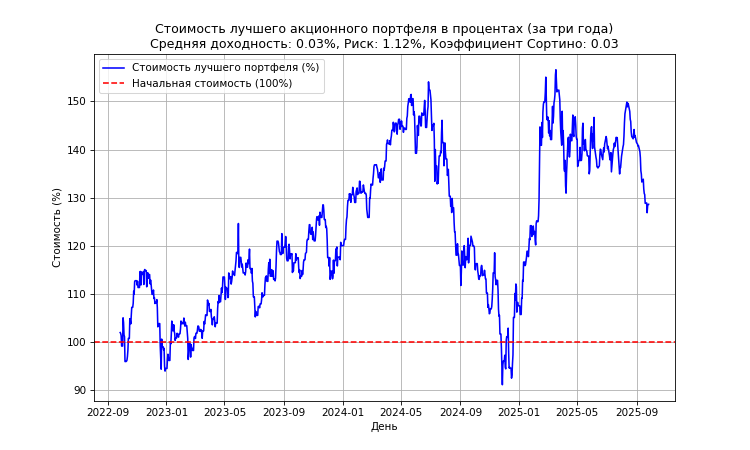 Стоимость лучшего акционного портфеля в процентах (за три года)
Средняя доходность: 0.03%, Риск: 1.12%, Коэффициент Сортино: 0.03
Стоимость лучшего портфеля (%)
Начальная стоимость (100%)
Стоимость (%)
150
140
130
120
110
100
90
2022-09 2023-01 2023-05 2023-09 2024-01 2024-05 2024-09 2025-01 2025-05 2025-09
День